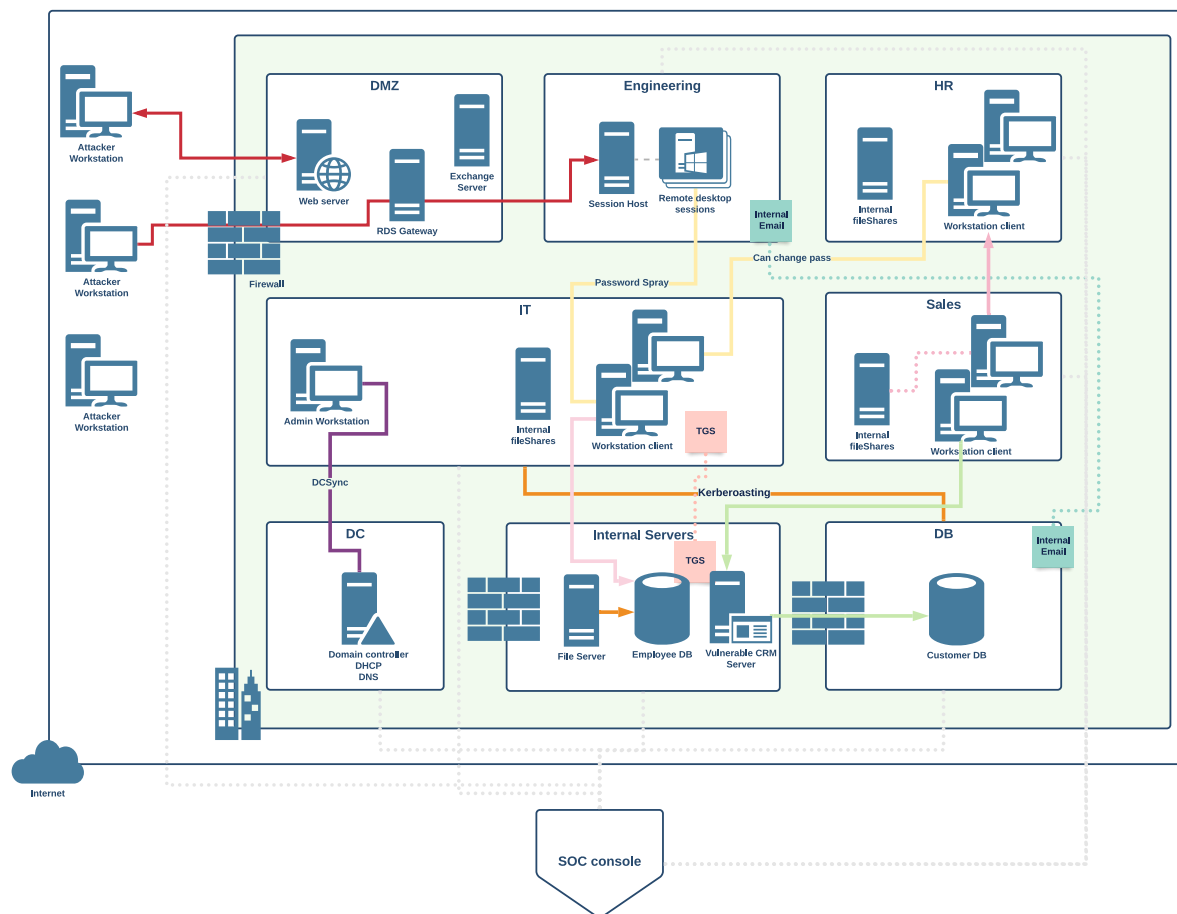 DMZ
Engineering
HR
Attacker
Workstation
Web server
Exchange
Server
RDS Gateway
Session Host
Remote desktop
sessions
Internal
Email
Internal
fileShares
Workstation client
Attacker
Workstation
Firewall
Can change pass
Password Spray
IT
Sales
Attacker
Workstation
Admin Workstation
Internal
fileShares
Workstation client
TGS
Internal
fileShares
Workstation client
DCSync
Kerberoasting
DC
Internal Servers
DB
Internal
Email
TGS
Domain controller
DHCP
DNS
File Server
Employee DB
Vulnerable CRM
Server
Customer DB
Internet
SOC console